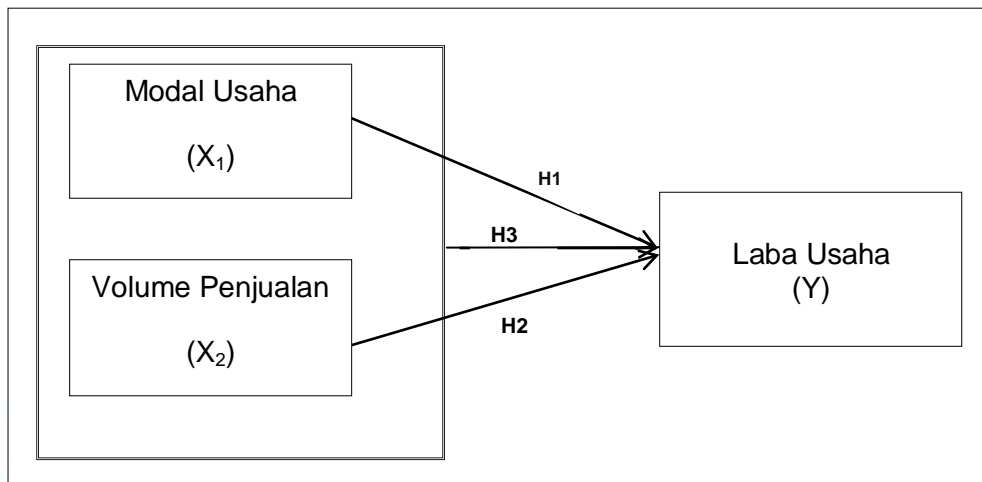 Modal Usaha
(X₁)
H1
H3
Laba Usaha
(Y)
Volume Penjualan
(X₂)
H2